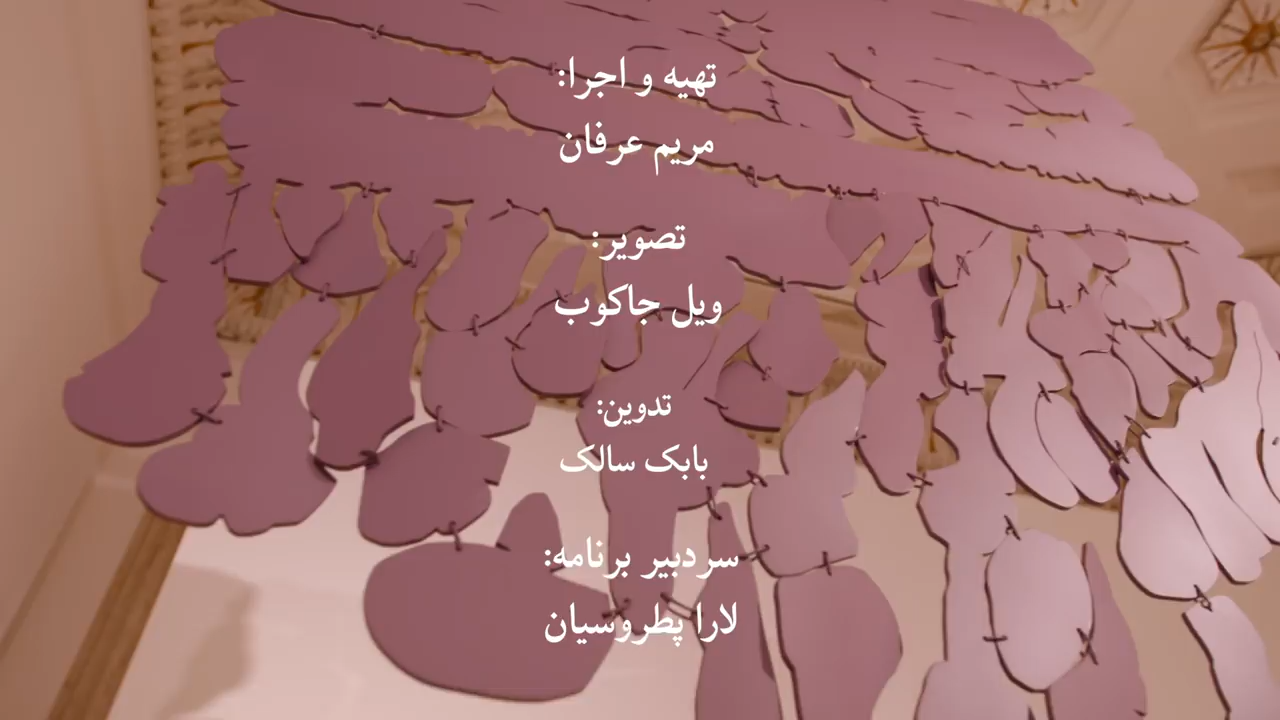 تهیه و اجرا:
مریم عرفان
تصویر:
ویل جاکوب
تدوین:
بابک سالک
سردبیر برنامه:
لارا پطروسیان